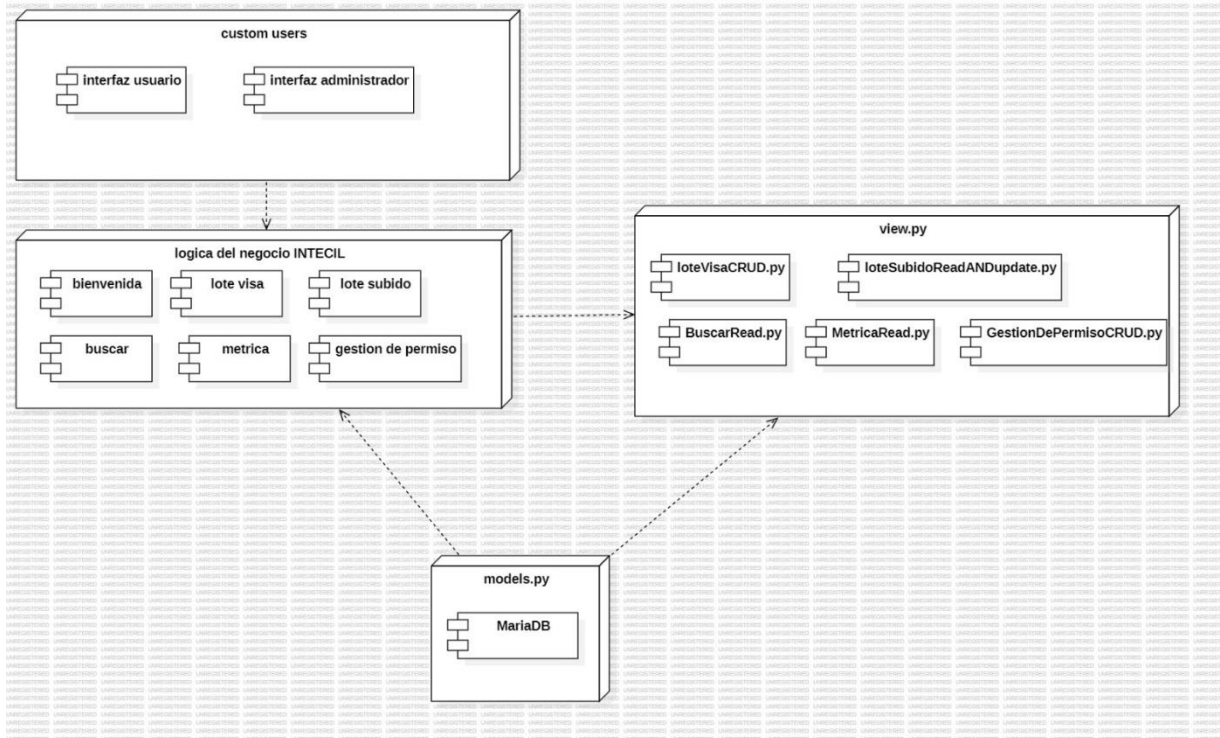 custom users
interfaz usuario
interfaz administrador
logica del negocio INTECIL
bienvenida
lote visa
lote subido
buscar
metrica
gestion de permiso
view.py
loteVisaCRUD.py
loteSubidoReadANDupdate.py
BuscarRead.py
MetricaRead.py
GestionDePermisoCRUD.py
models.py
MariaDB
UNREGISTERED